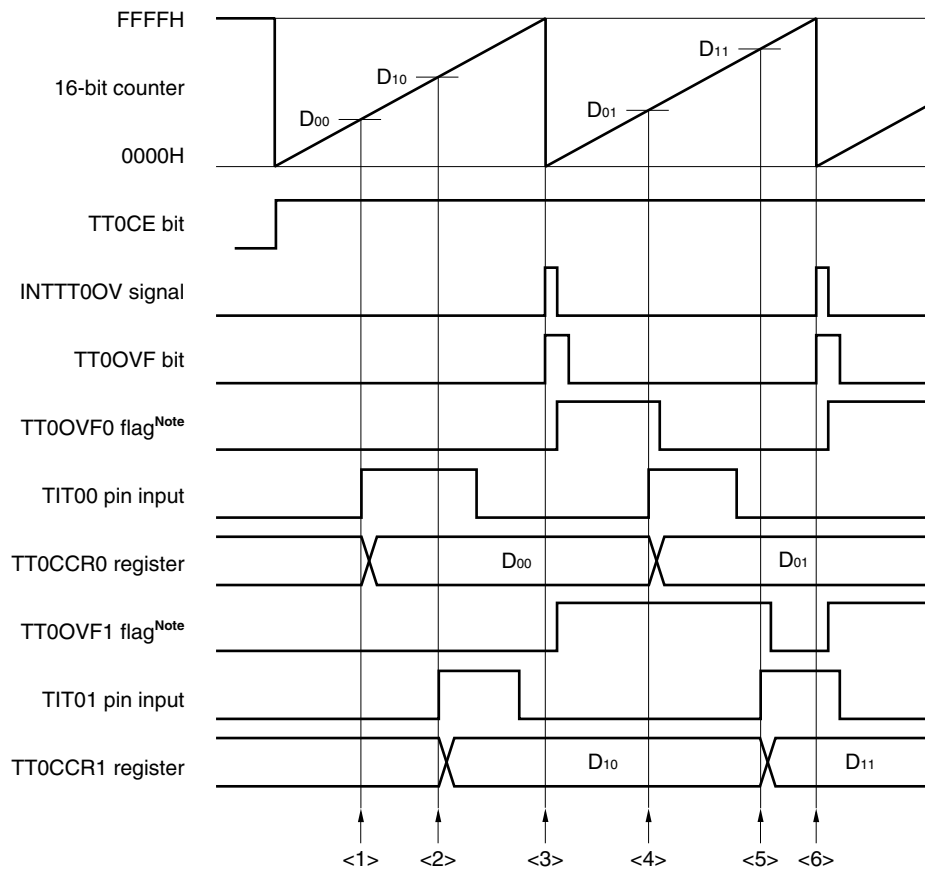 FFFFH
D11
D10
16-bit counter
D01
D00
0000H
TT0CE bit
INTTT0OV signal
TT0OVF bit
TT0OVF0 flagNote
TIT00 pin input
TT0CCR0 register
D00
D01
TT0OVF1 flagNote
TIT01 pin input
TT0CCR1 register
D10
D11
<1> <2> <3> <4> <5> <6>